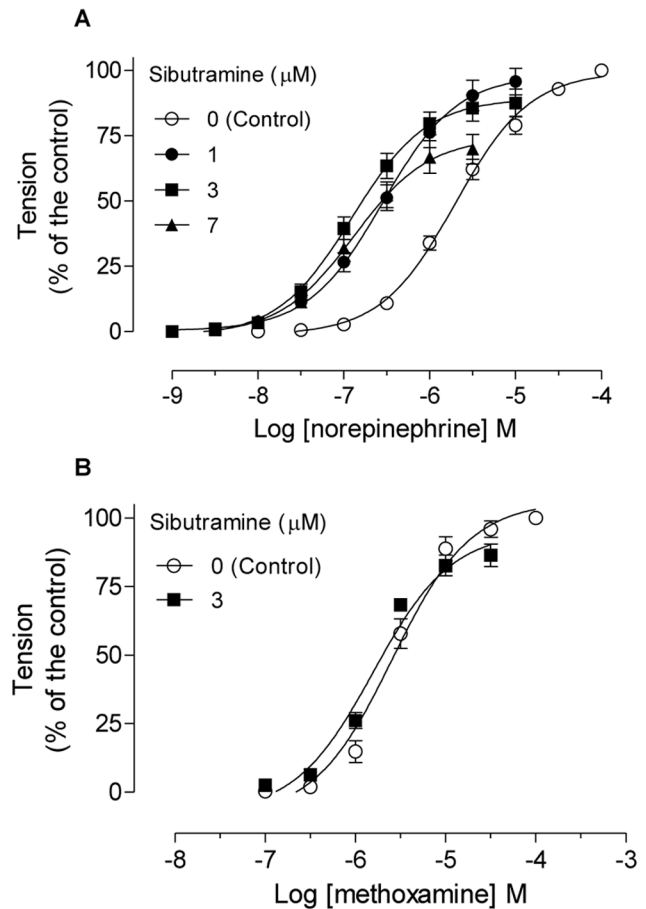 A
Sibutramine (μM)
0 (Control)
1
3
7
Tension
(% of the control)
100
75
50
25
0
-9 -8 -7 -6 -5 -4
Log [norepinephrine] M
B
Sibutramine (μM)
0 (Control)
3
Tension
(% of the control)
100
75
50
25
0
-8 -7 -6 -5 -4 -3
Log [methoxamine] M